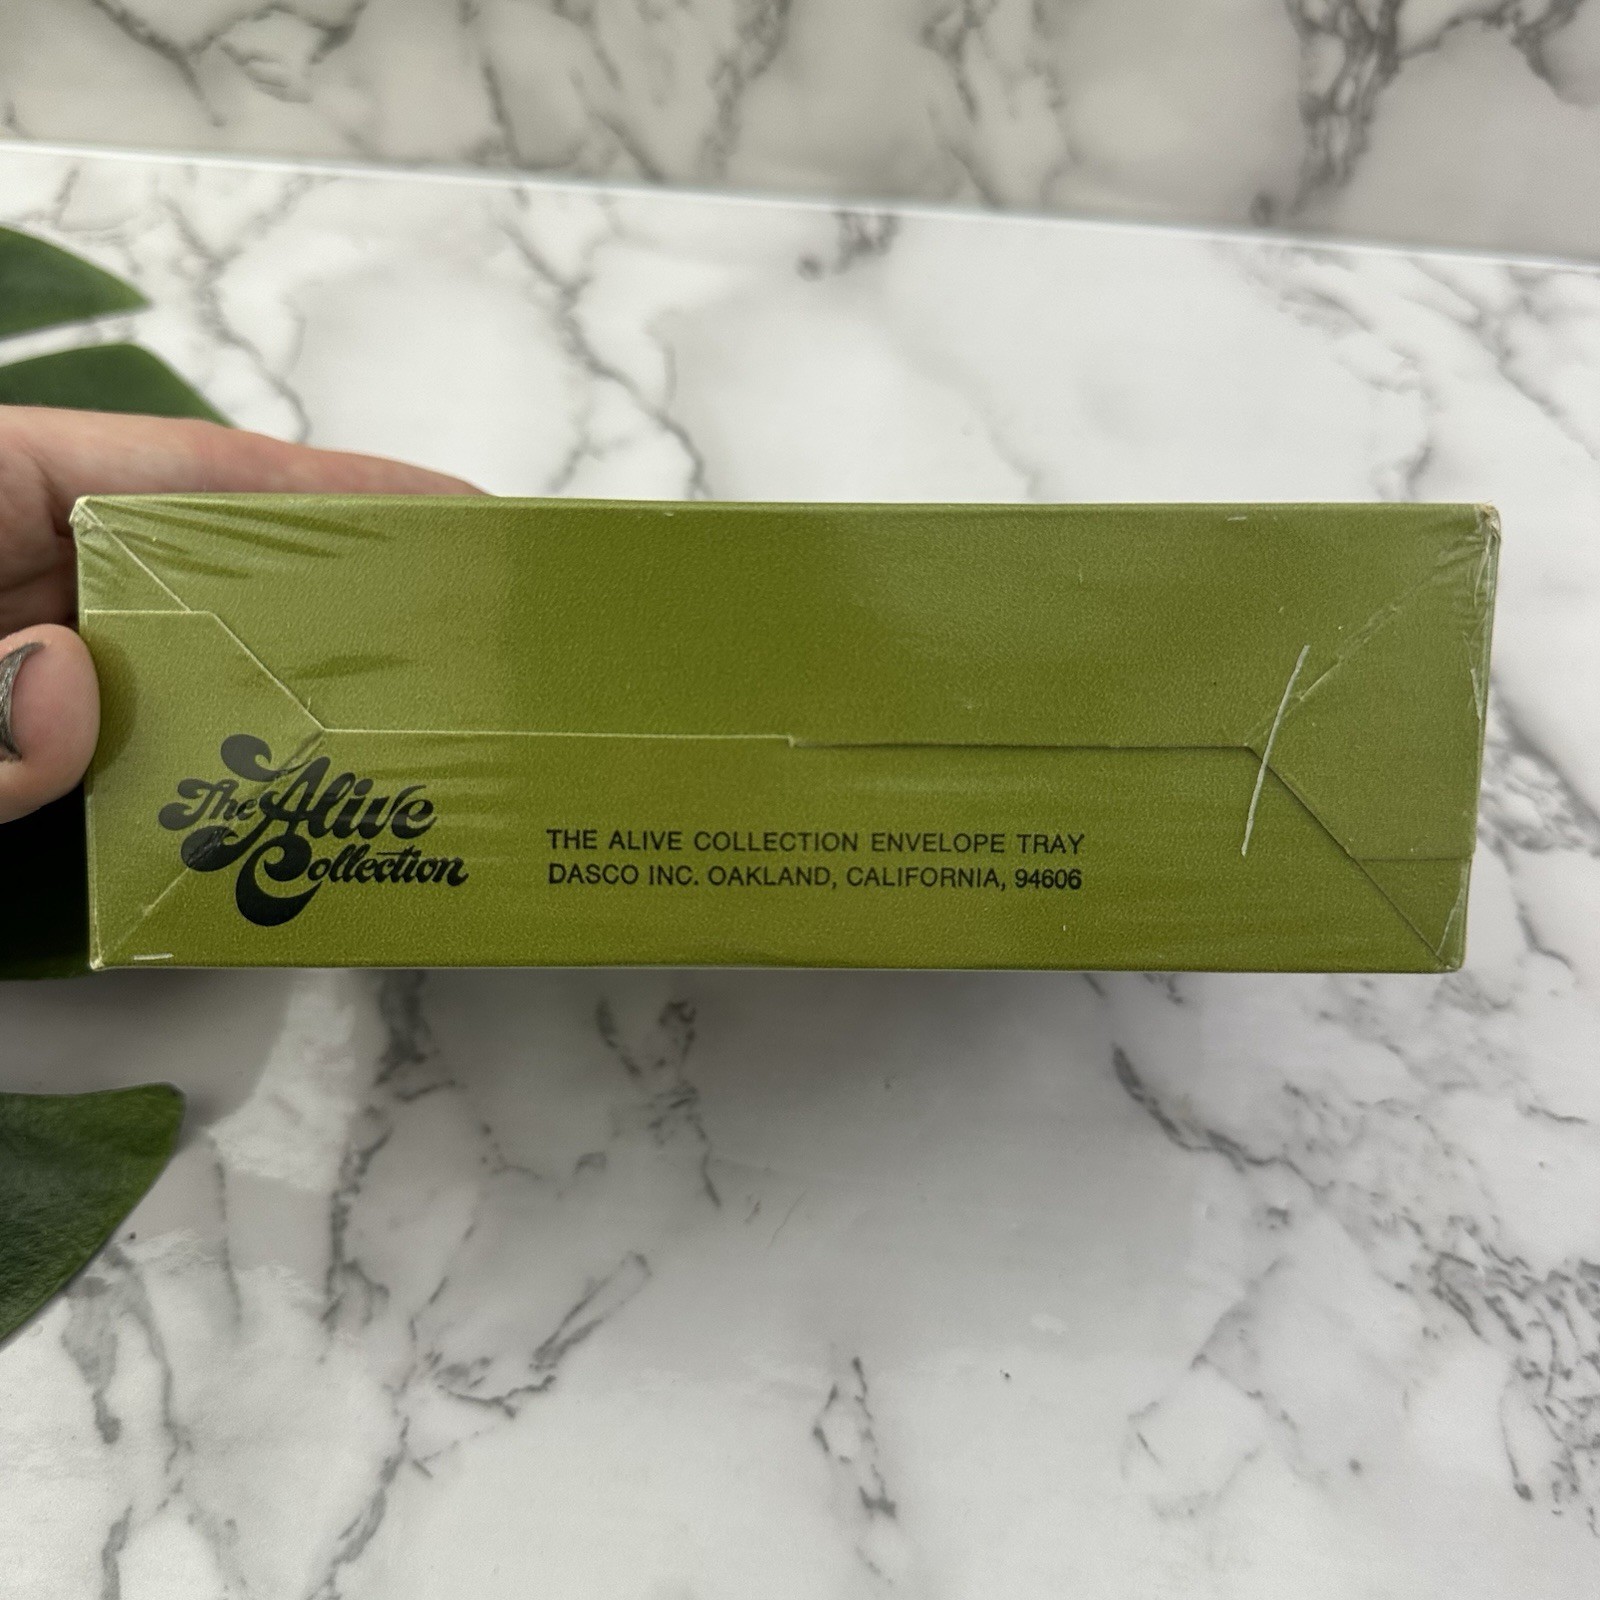 The Alive
Collection
THE ALIVE COLLECTION ENVELOPE TRAY
DASCO INC. OAKLAND, CALIFORNIA, 94606